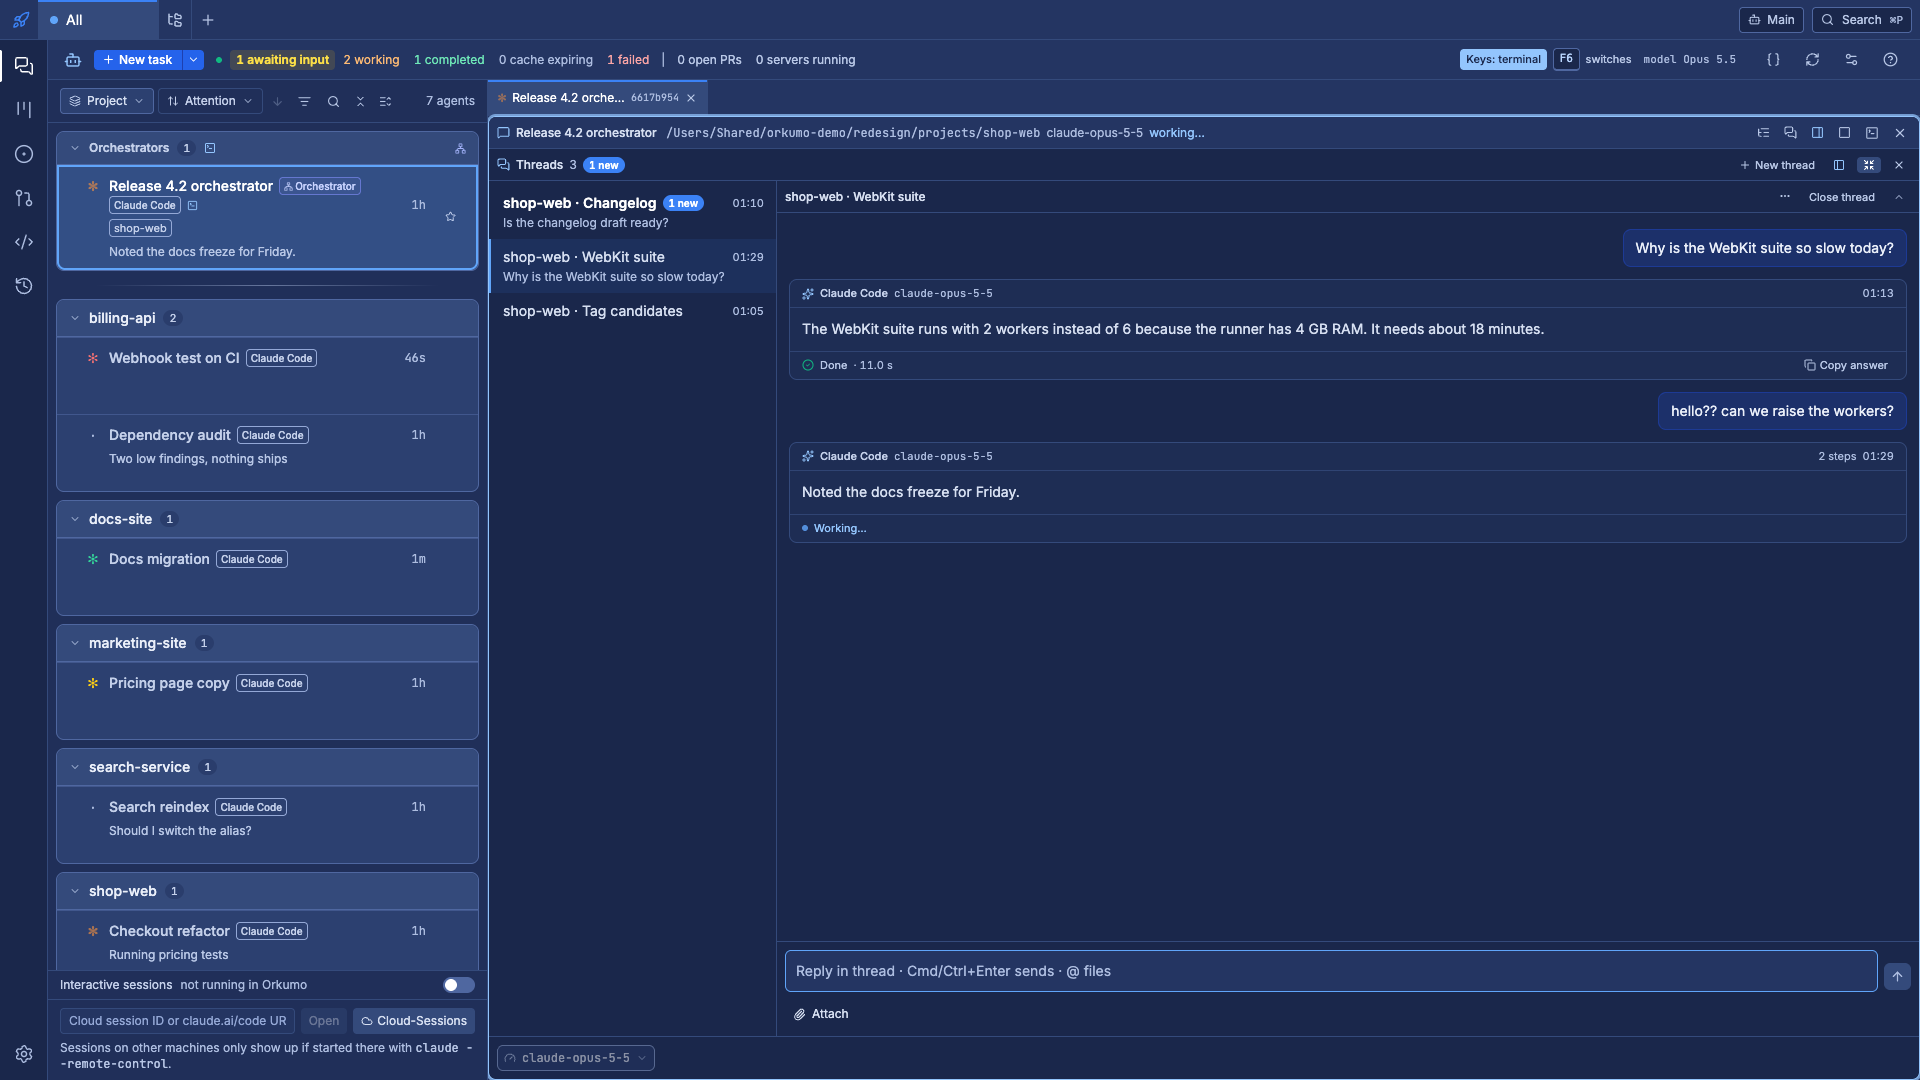 All
Main
Search ⌘P
New task
1 awaiting input
2 working
1 completed
0 cache expiring
1 failed
0 open PRs
0 servers running
Keys: terminal
F6
switches
model Opus 5.5
Project
Attention
7 agents
Orchestrators 1
Release 4.2 orchestrator Orchestrator
Claude Code
1h
shop-web
Noted the docs freeze for Friday.
billing-api 2
Webhook test on CI Claude Code 46s
Dependency audit Claude Code 1h
Two low findings, nothing ships
docs-site 1
Docs migration Claude Code 1m
marketing-site 1
Pricing page copy Claude Code 1h
search-service 1
Search reindex Claude Code 1h
Should I switch the alias?
shop-web 1
Checkout refactor Claude Code 1h
Running pricing tests
Interactive sessions not running in Orkumo
Cloud session ID or claude.ai/code UR
Open
Cloud-Sessions
Sessions on other machines only show up if started there with claude -
-remote-control.
Release 4.2 orche... 6617b954
Release 4.2 orchestrator /Users/Shared/orkumo-demo/redesign/projects/shop-web claude-opus-5-5 working...
Threads 3 1 new
New thread
shop-web · Changelog 1 new 01:10
Is the changelog draft ready?
shop-web · WebKit suite 01:29
Why is the WebKit suite so slow today?
shop-web · Tag candidates 01:05
shop-web · WebKit suite
Close thread
Why is the WebKit suite so slow today?
Claude Code claude-opus-5-5 01:13
The WebKit suite runs with 2 workers instead of 6 because the runner has 4 GB RAM. It needs about 18 minutes.
Done · 11.0 s
Copy answer
hello?? can we raise the workers?
Claude Code claude-opus-5-5 2 steps 01:29
Noted the docs freeze for Friday.
Working...
Reply in thread · Cmd/Ctrl+Enter sends · @ files
Attach
claude-opus-5-5